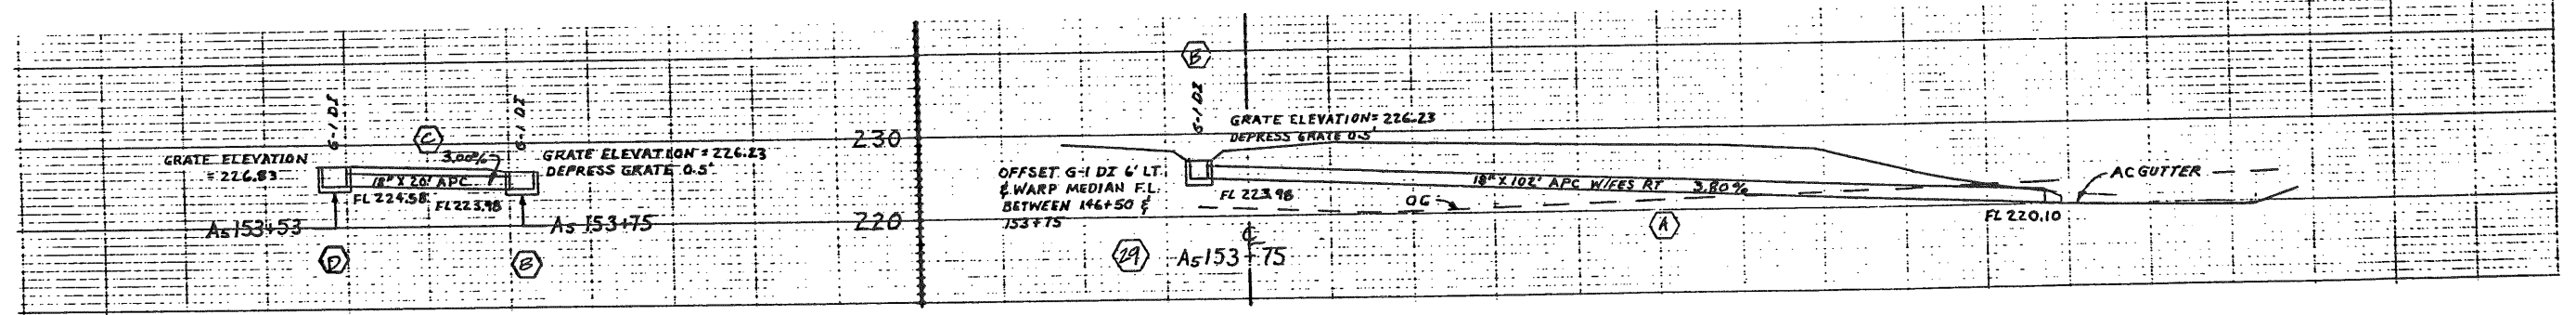 G-1 DI
C
G-1 DI
3.00%
GRATE ELEVATION
= 226.83
GRATE ELEVATION = 226.23
DEPRESS GRATE 0.5'
18" X 20' APC
FL 224.58
FL 223.98
A5 153+53
A5 153+75
D
B
230
220
B
G-1 DI
GRATE ELEVATION = 226.23
DEPRESS GRATE 0.5'
OFFSET G-1 DI 6' LT.
& WARP MEDIAN F.L.
BETWEEN 146+50 &
153+75
FL 223.98
18" X 102' APC W/FES RT 3.80%
OG
A
AC GUTTER
FL 220.10
29
℄
A5 153+75